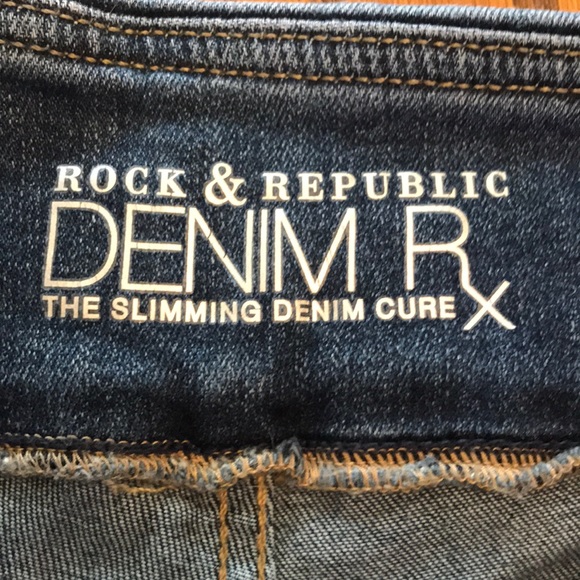 ROCK & REPUBLIC
DENIM Rx
THE SLIMMING DENIM CURE